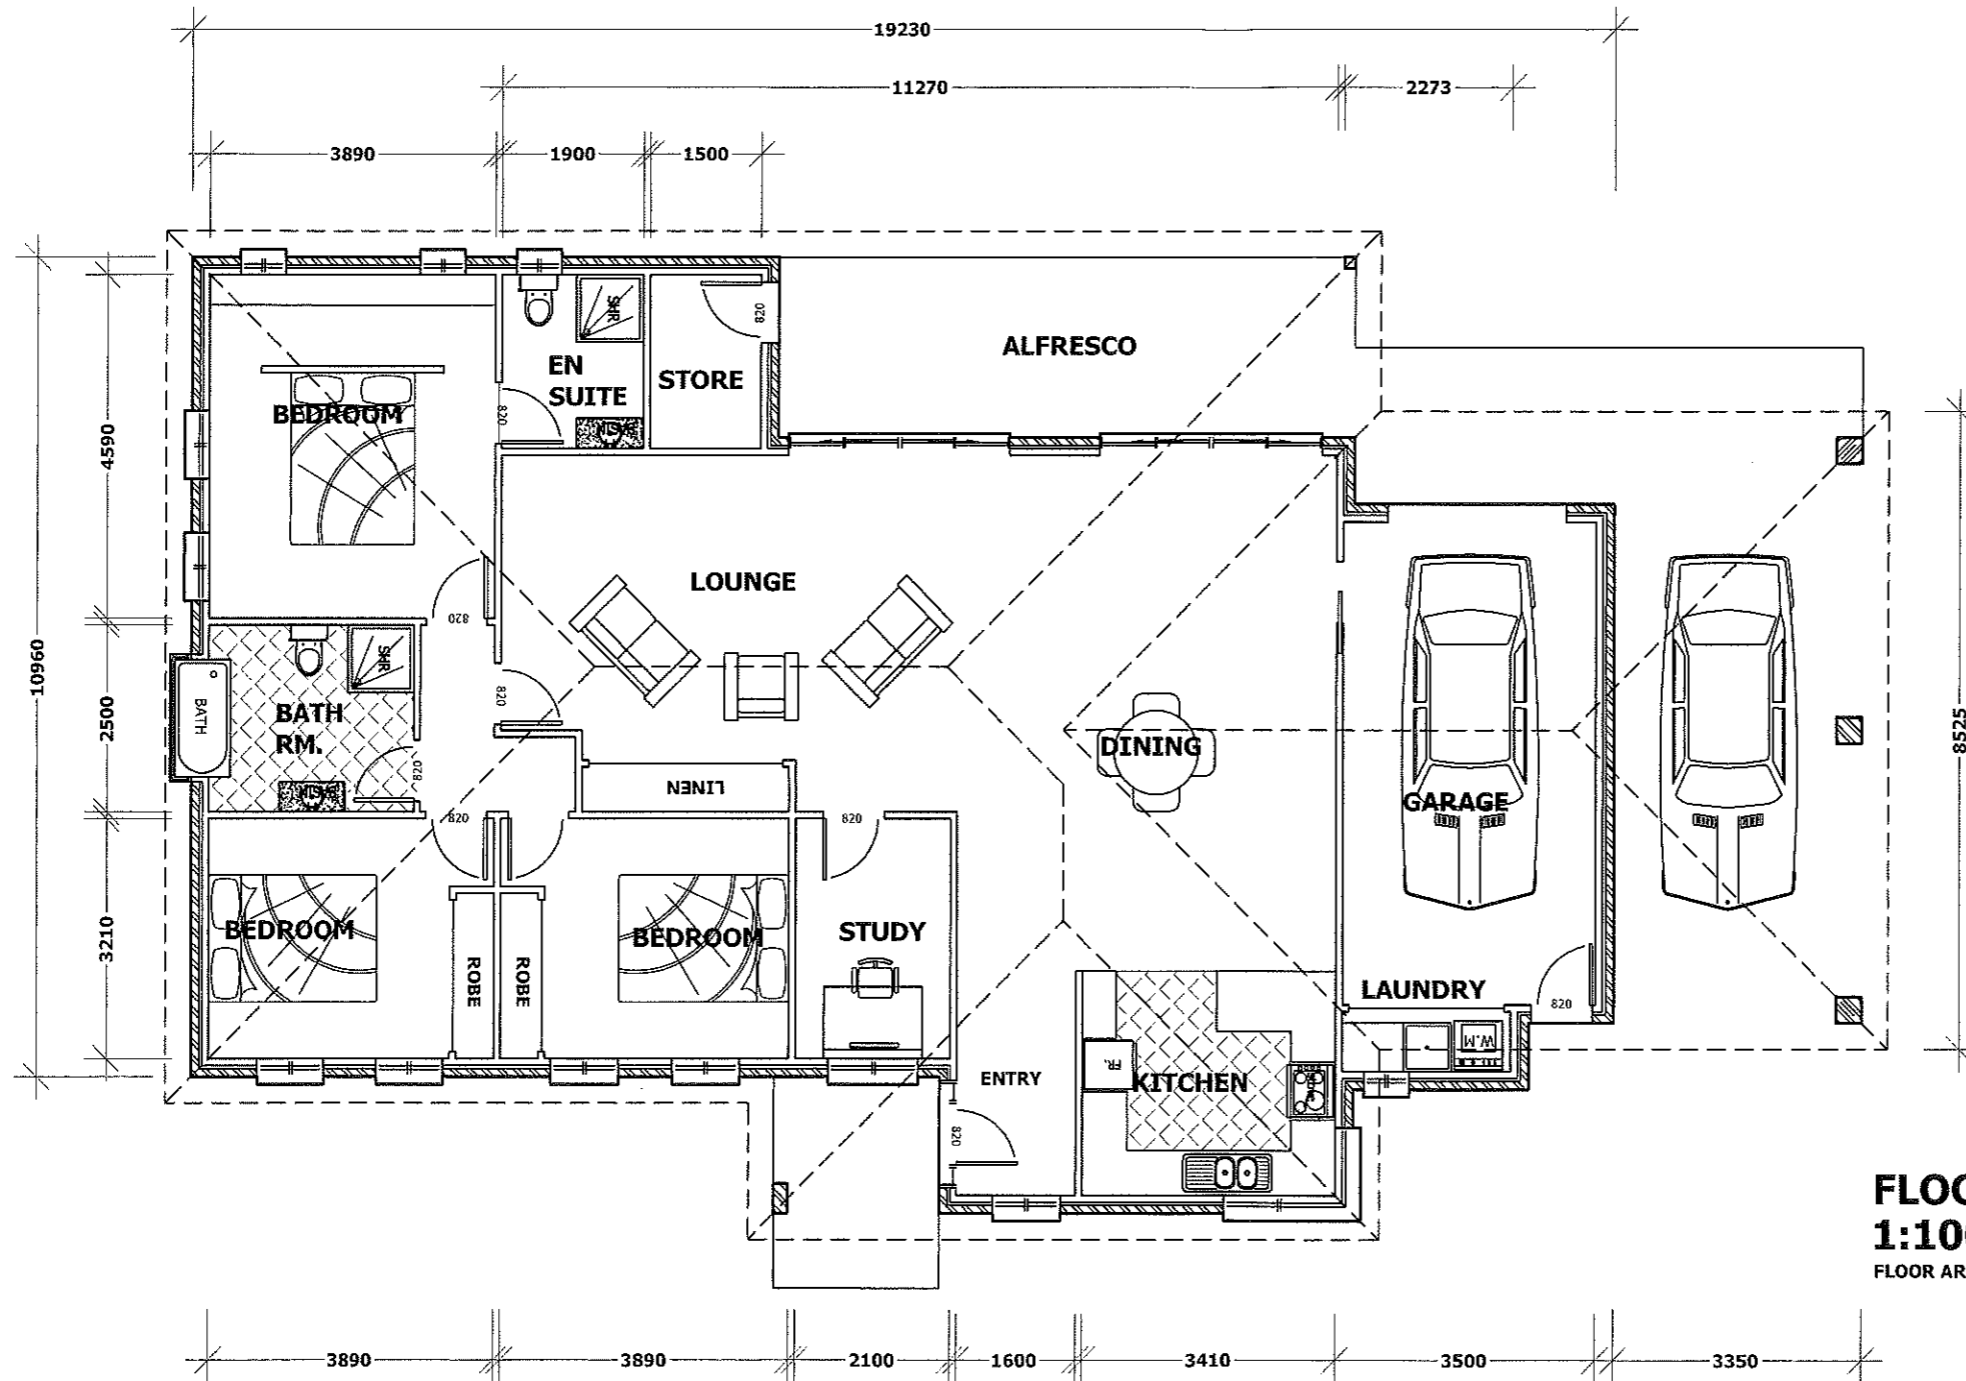 19230
11270
2273
3890
1900
1500
10960
4590
2500
3210
8525
BEDROOM
EN
SUITE
SHR
STORE
820
820
ALFRESCO
LOUNGE
820
820
BATH
BATH
RM.
SHR
820
LINEN
DINING
GARAGE
820
820
BEDROOM
ROBE
ROBE
BEDROOM
STUDY
LAUNDRY
820
W.M
ENTRY
FR.
KITCHEN
820
FLOO
1:10
FLOOR AR
3890
3890
2100
1600
3410
3500
3350